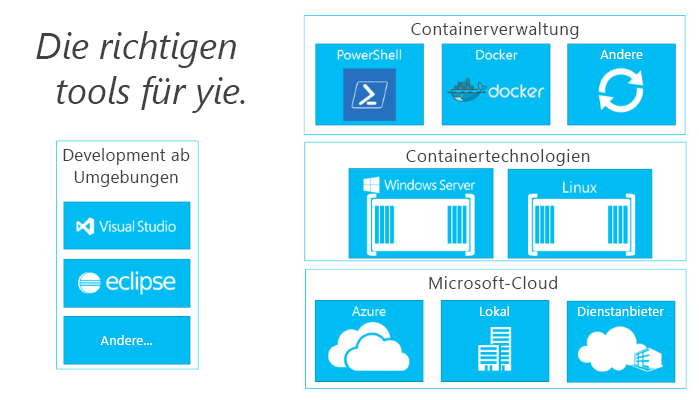 Die richtigen
tools für yie.
Development ab
Umgebungen
Visual Studio
eclipse
Andere...
Containerverwaltung
PowerShell
Docker
Andere
docker
Containertechnologien
Windows Server
Linux
Microsoft-Cloud
Azure
Lokal
Dienstanbieter